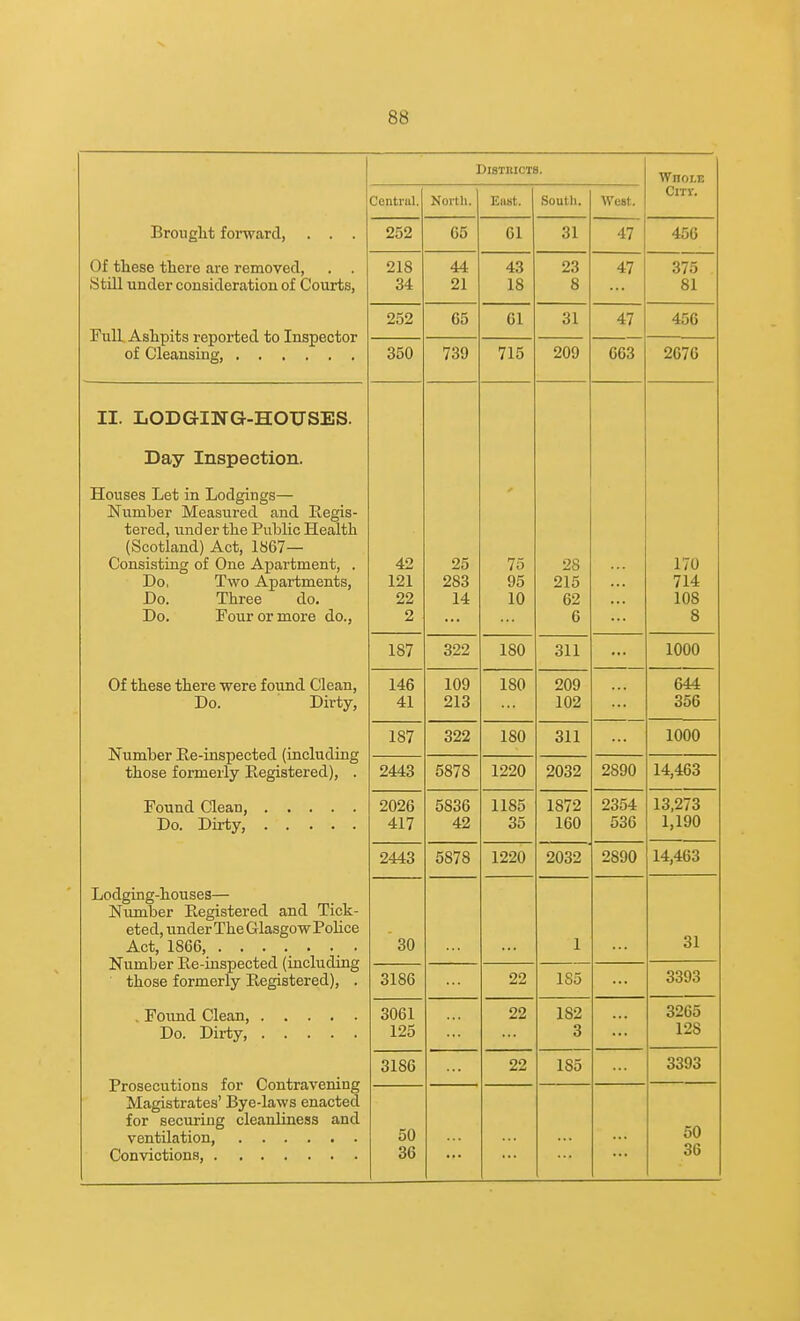 88
DISTRICTS. WHOLE CITY.
Central. North. East. South. West.
Brought forward, . . . 252 65 61 31 47 456
Of these there are removed, . . 218 44 43 23 47 375
Still under consideration of Courts, 34 21 18 8 ... 81
252 65 61 31 47 456
Full Ashpits reported to Inspector
of Cleansing, . . . . . . 350 739 715 209 663 2676
II. LODGING-HOUSES.
Day Inspection.
Houses Let in Lodgings—
Number Measured and Regis-
tered, under the Public Health
(Scotland) Act, 1867—
Consisting of One Apartment, . 42 25 75 28 ... 170
Do. Two Apartments, 121 283 95 215 ... 714
Do. Three do. 22 14 10 62 ... 108
Do. Four or more do., 2 ... ... 6 ... 8
187 322 180 311 ... 1000
Of these there were found Clean, 146 109 180 209 ... 644
Do. Dirty, 41 213 ... 102 ... 356
187 322 180 311 ... 1000
Number Re-inspected (including
those formerly Registered), . 2443 5878 1220 2032 2890 14,463
Found Clean, . . . . . 2026 5836 1185 1872 2354 13,273
Do. Dirty, . . . . . 417 42 35 160 536 1,190
2443 5878 1220 2032 2890 14,463
Lodging-houses—
Number Registered and Tick-
eted, under The Glasgow Police
Act, 1866, . . . . . . . 30 ... ... 1 ... 31
Number Re-inspected (including
those formerly Registered), . 3186 ... 22 185 ... 3393
Found Clean, . . . . . 3061 ... 22 182 ... 3265
Do. Dirty, . . . . . 125 ... ... 3 ... 128
3186 ... 22 185 ... 3393
Prosecutions for Contravening
Magistrates' Bye-laws enacted
for securing cleanliness and
ventilation, . . . . . . 50 ... ... ... ... 50
Convictions, . . . . . . . 36 ... ... ... ... 36